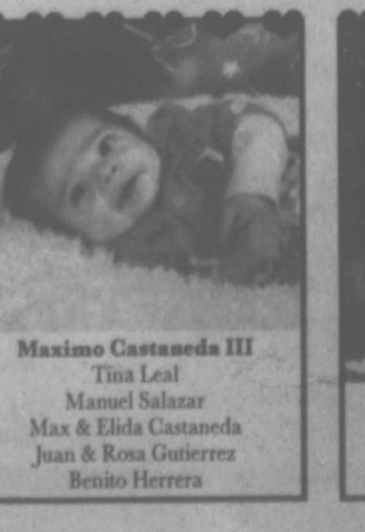 Maximo Castaneda III
Tina Leal
Manuel Salazar
Max & Elida Castaneda
Juan & Rosa Gutierrez
Benito Herrera